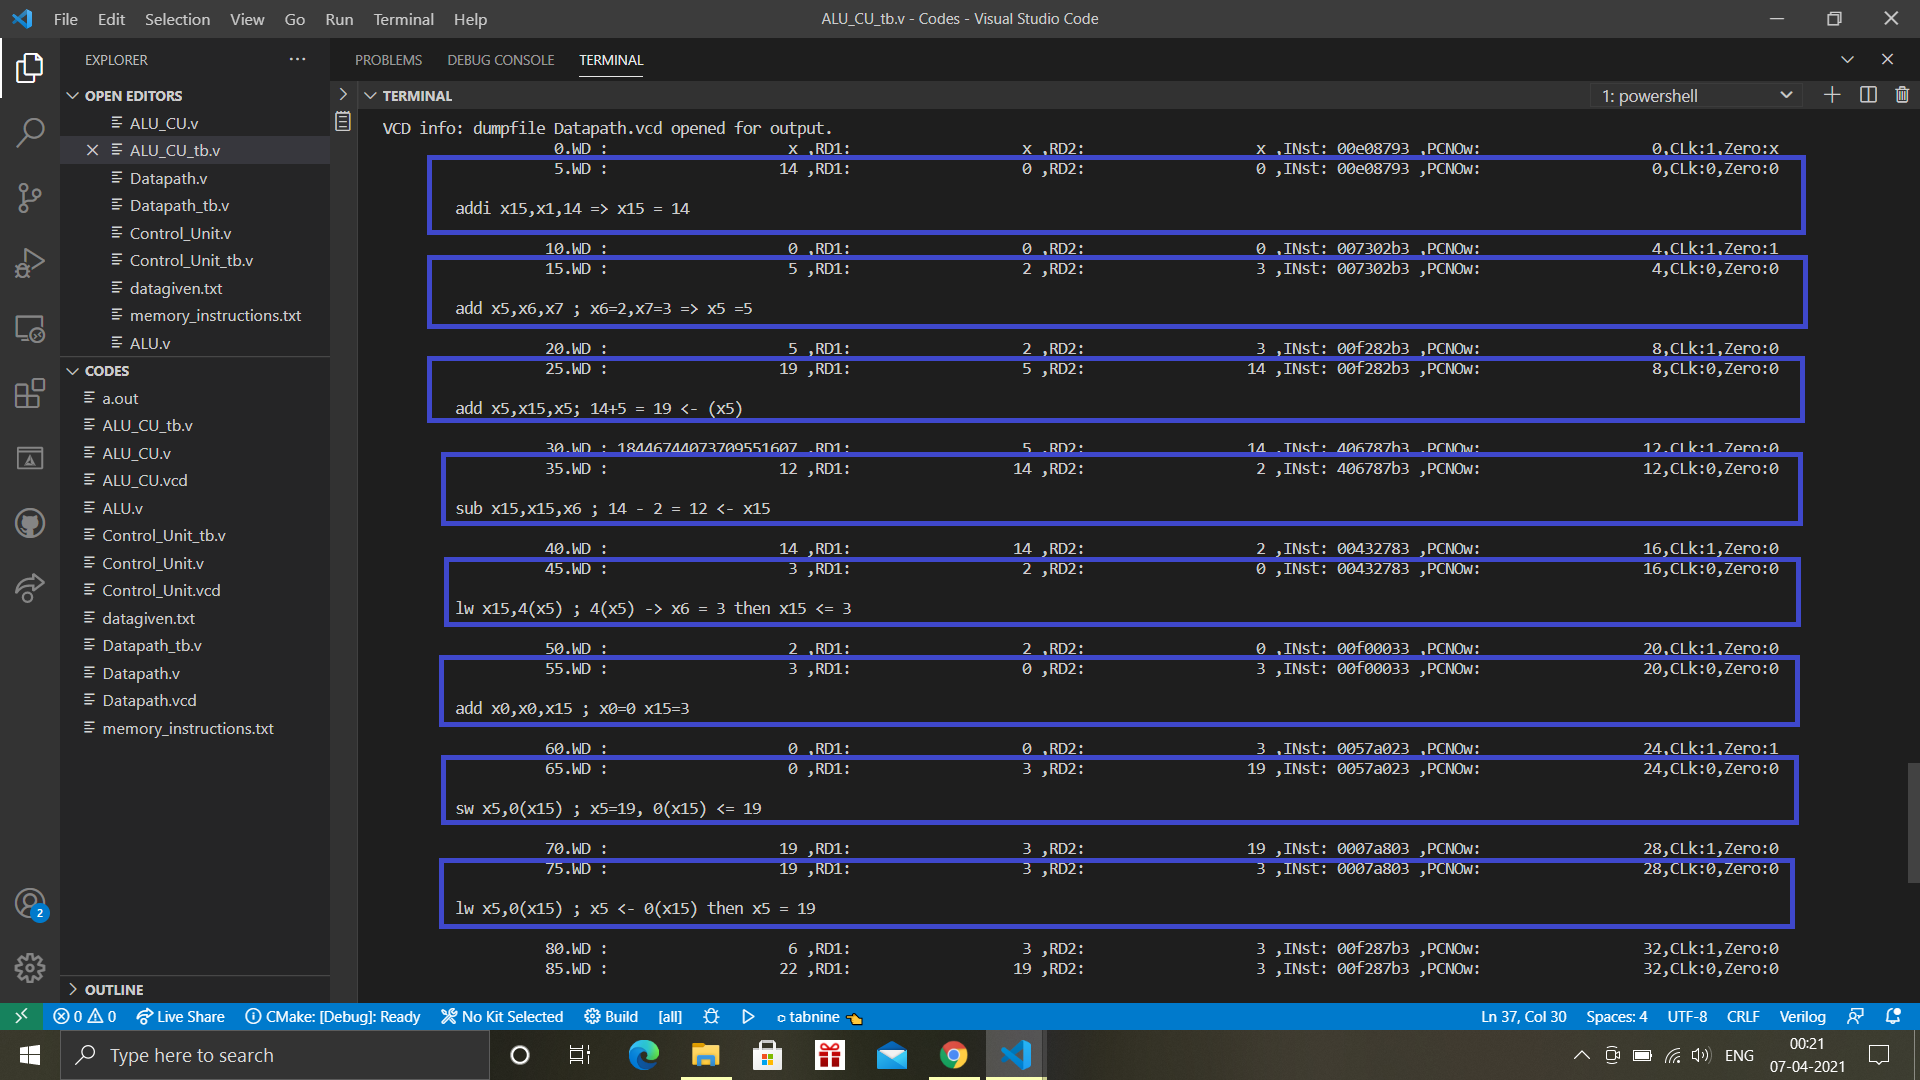 File Edit Selection View Go Run Terminal Help
ALU_CU_tb.v - Codes - Visual Studio Code
EXPLORER
OPEN EDITORS
ALU_CU.v
ALU_CU_tb.v
Datapath.v
Datapath_tb.v
Control_Unit.v
Control_Unit_tb.v
datagiven.txt
memory_instructions.txt
ALU.v
CODES
a.out
ALU_CU_tb.v
ALU_CU.v
ALU_CU.vcd
ALU.v
Control_Unit_tb.v
Control_Unit.v
Control_Unit.vcd
datagiven.txt
Datapath_tb.v
Datapath.v
Datapath.vcd
memory_instructions.txt
OUTLINE
PROBLEMS DEBUG CONSOLE TERMINAL
TERMINAL
1: powershell
VCD info: dumpfile Datapath.vcd opened for output.
0.WD : x ,RD1: x ,RD2: x ,INst: 00e08793 ,PCNOw: 0,CLk:1,Zero:x
5.WD : 14 ,RD1: 0 ,RD2: 0 ,INst: 00e08793 ,PCNOw: 0,CLk:0,Zero:0
addi x15,x1,14 => x15 = 14
10.WD : 0 ,RD1: 0 ,RD2: 0 ,INst: 007302b3 ,PCNOw: 4,CLk:1,Zero:1
15.WD : 5 ,RD1: 2 ,RD2: 3 ,INst: 007302b3 ,PCNOw: 4,CLk:0,Zero:0
add x5,x6,x7 ; x6=2,x7=3 => x5 =5
20.WD : 5 ,RD1: 2 ,RD2: 3 ,INst: 00f282b3 ,PCNOw: 8,CLk:1,Zero:0
25.WD : 19 ,RD1: 5 ,RD2: 14 ,INst: 00f282b3 ,PCNOw: 8,CLk:0,Zero:0
add x5,x15,x5; 14+5 = 19 <- (x5)
30.WD : 18446744073709551607 ,RD1: 5 ,RD2: 14 ,INst: 406787b3 ,PCNOw: 12,CLk:1,Zero:0
35.WD : 12 ,RD1: 14 ,RD2: 2 ,INst: 406787b3 ,PCNOw: 12,CLk:0,Zero:0
sub x15,x15,x6 ; 14 - 2 = 12 <- x15
40.WD : 14 ,RD1: 14 ,RD2: 2 ,INst: 00432783 ,PCNOw: 16,CLk:1,Zero:0
45.WD : 3 ,RD1: 2 ,RD2: 0 ,INst: 00432783 ,PCNOw: 16,CLk:0,Zero:0
lw x15,4(x5) ; 4(x5) -> x6 = 3 then x15 <= 3
50.WD : 2 ,RD1: 2 ,RD2: 0 ,INst: 00f00033 ,PCNOw: 20,CLk:1,Zero:0
55.WD : 3 ,RD1: 0 ,RD2: 3 ,INst: 00f00033 ,PCNOw: 20,CLk:0,Zero:0
add x0,x0,x15 ; x0=0 x15=3
60.WD : 0 ,RD1: 0 ,RD2: 3 ,INst: 0057a023 ,PCNOw: 24,CLk:1,Zero:1
65.WD : 0 ,RD1: 3 ,RD2: 19 ,INst: 0057a023 ,PCNOw: 24,CLk:0,Zero:0
sw x5,0(x15) ; x5=19, 0(x15) <= 19
70.WD : 19 ,RD1: 3 ,RD2: 19 ,INst: 0007a803 ,PCNOw: 28,CLk:1,Zero:0
75.WD : 19 ,RD1: 3 ,RD2: 3 ,INst: 0007a803 ,PCNOw: 28,CLk:0,Zero:0
lw x5,0(x15) ; x5 <- 0(x15) then x5 = 19
80.WD : 6 ,RD1: 3 ,RD2: 3 ,INst: 00f287b3 ,PCNOw: 32,CLk:1,Zero:0
85.WD : 22 ,RD1: 19 ,RD2: 3 ,INst: 00f287b3 ,PCNOw: 32,CLk:0,Zero:0
2
0 0 Live Share CMake: [Debug]: Ready No Kit Selected Build [all] tabnine Ln 37, Col 30 Spaces: 4 UTF-8 CRLF Verilog
Type here to search
ENG
00:21
07-04-2021